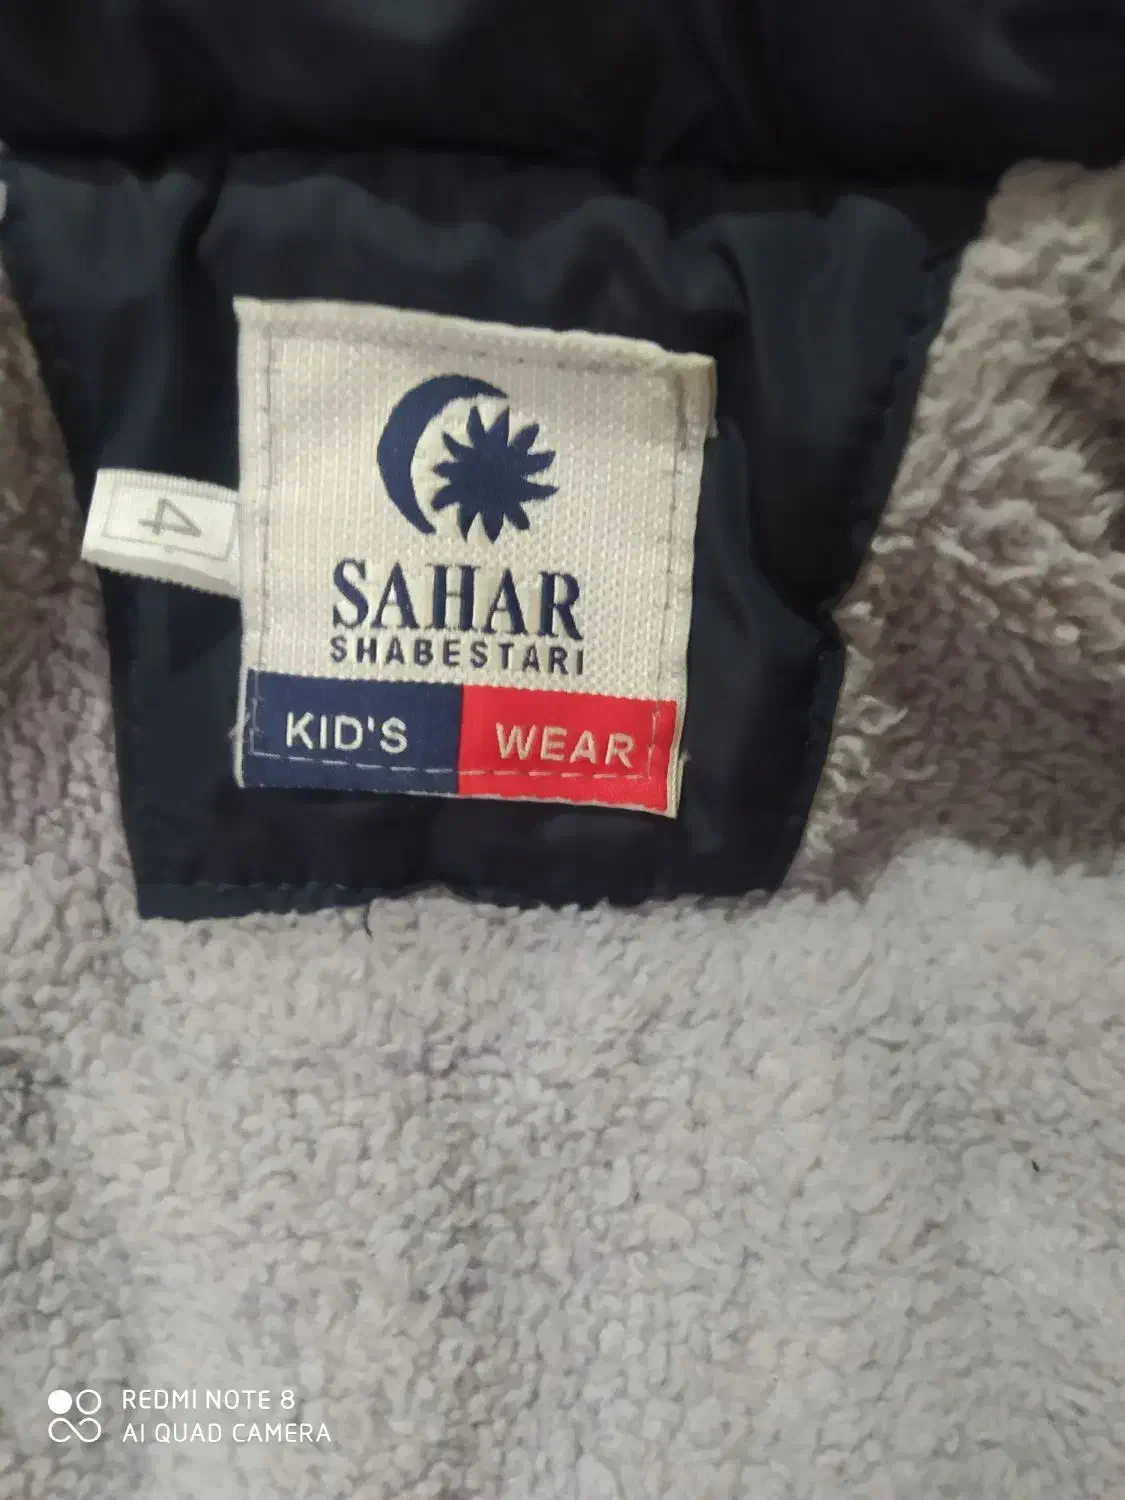 4
SAHAR
SHABESTARI
KID'S WEAR
REDMI NOTE 8
AI QUAD CAMERA